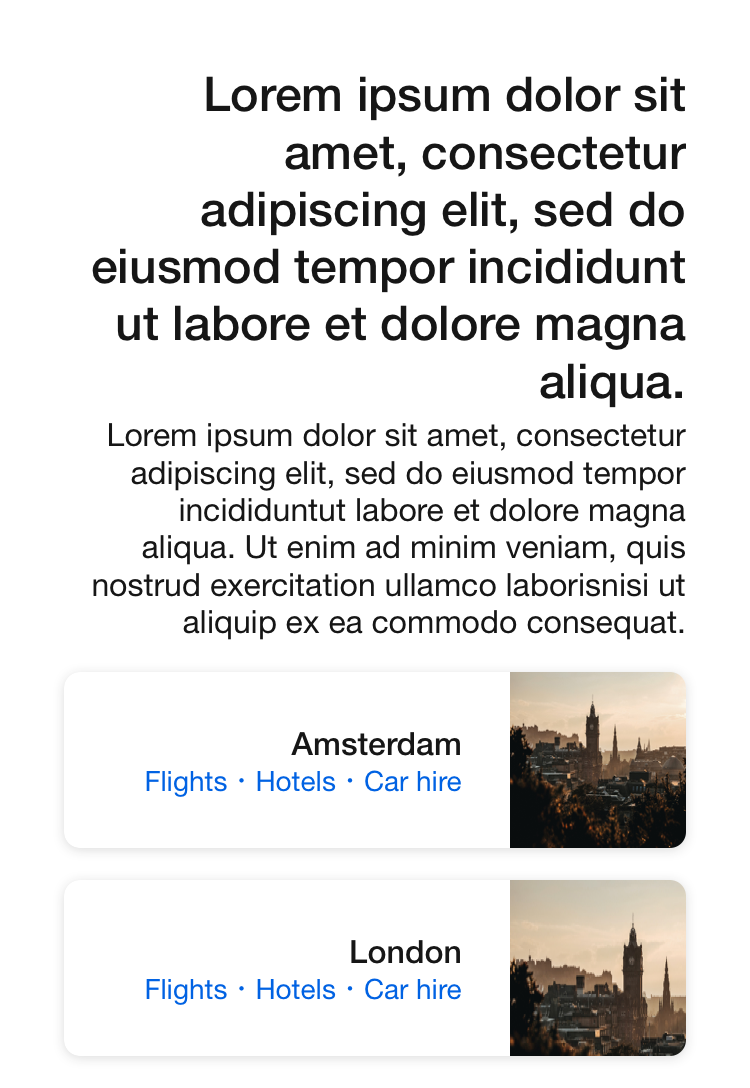 Lorem ipsum dolor sit
amet, consectetur
adipiscing elit, sed do
eiusmod tempor incididunt
ut labore et dolore magna
aliqua.
Lorem ipsum dolor sit amet, consectetur
adipiscing elit, sed do eiusmod tempor
incididuntut labore et dolore magna
aliqua. Ut enim ad minim veniam, quis
nostrud exercitation ullamco laborisnisi ut
aliquip ex ea commodo consequat.
Amsterdam
Flights · Hotels · Car hire
London
Flights · Hotels · Car hire